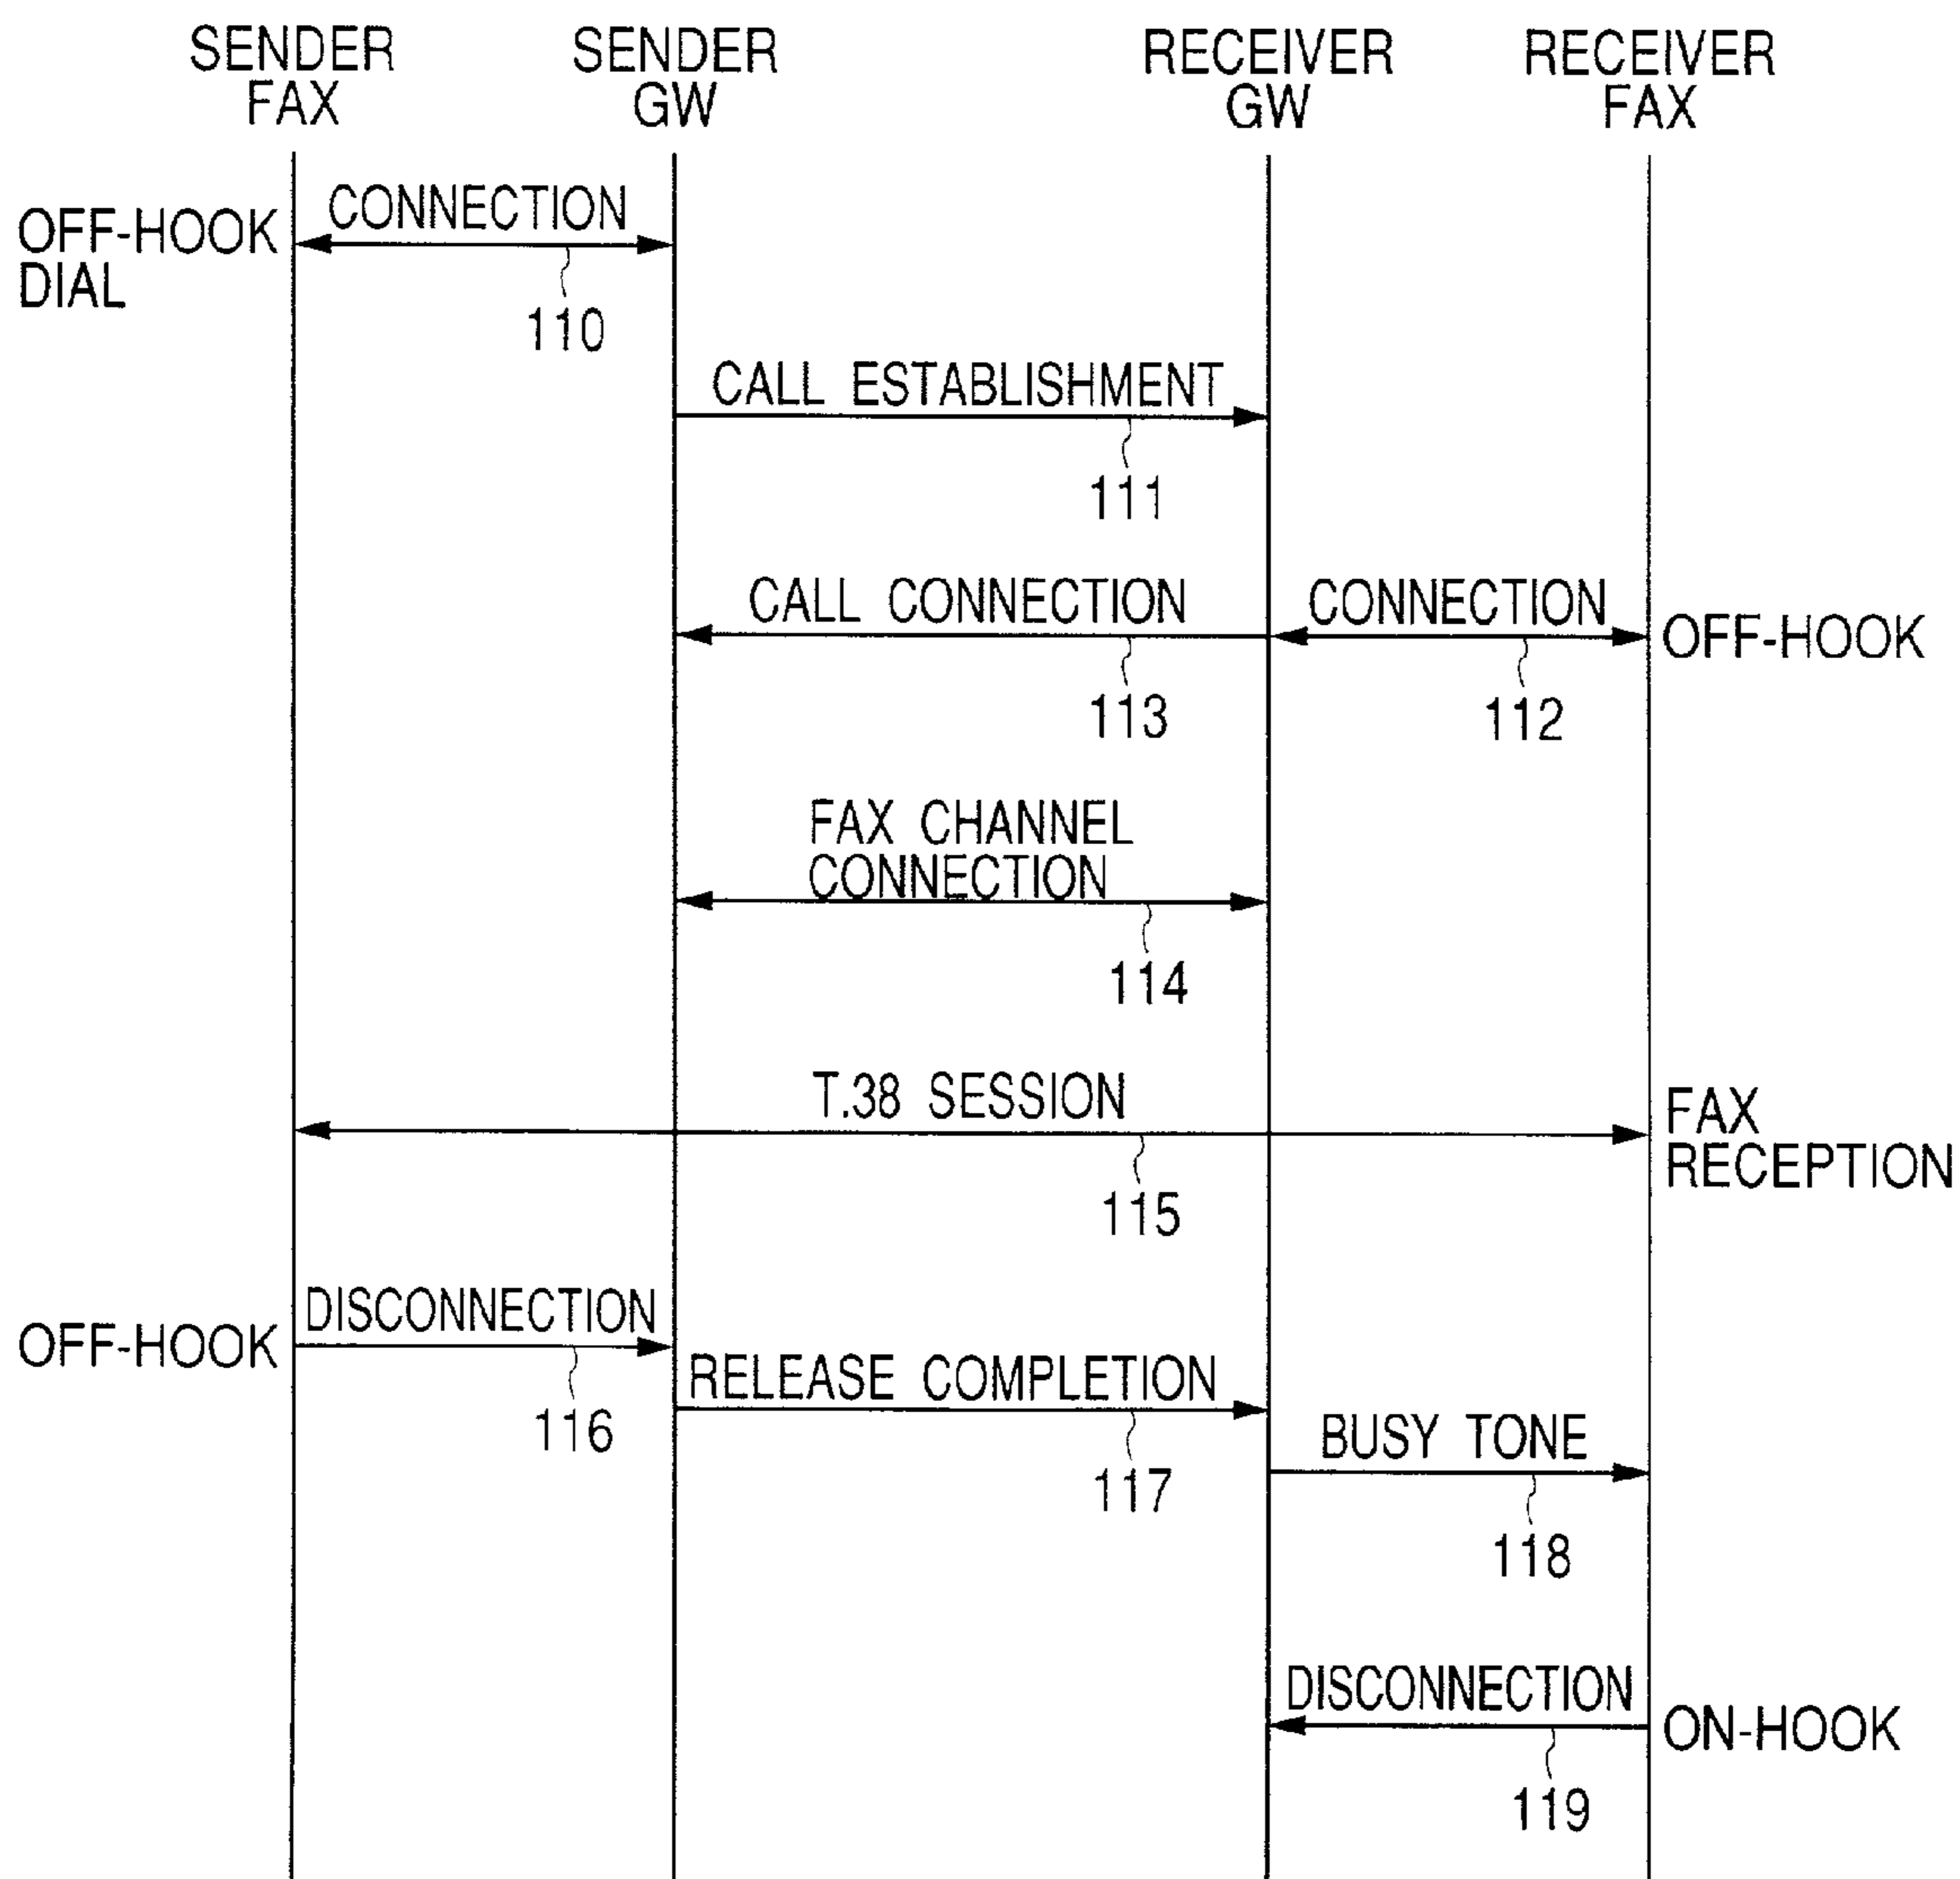 SENDER
FAX
SENDER
GW
RECEIVER
GW
RECEIVER
FAX
OFF-HOOK
DIAL
CONNECTION
110
CALL ESTABLISHMENT
111
CALL CONNECTION
113
CONNECTION
112
OFF-HOOK
FAX CHANNEL
CONNECTION
114
T.38 SESSION
115
FAX
RECEPTION
OFF-HOOK
DISCONNECTION
116
RELEASE COMPLETION
117
BUSY TONE
118
DISCONNECTION
119
ON-HOOK